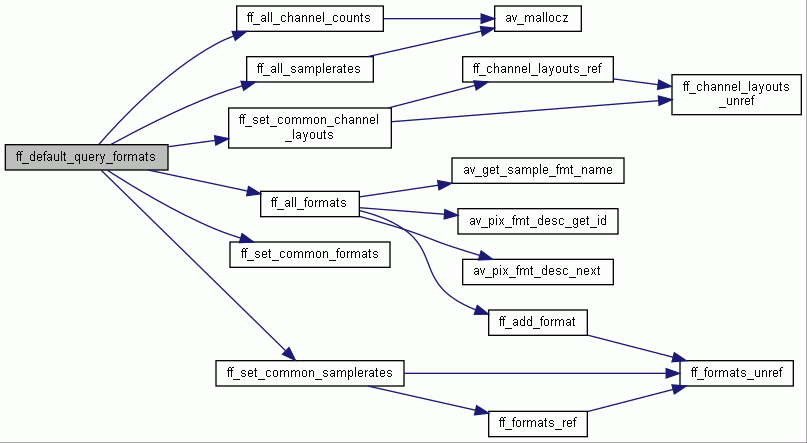 ff_all_channel_counts
av_mallocz
ff_all_samplerates
ff_channel_layouts_ref
ff_channel_layouts
_unref
ff_set_common_channel
_layouts
ff_default_query_formats
av_get_sample_fmt_name
ff_all_formats
av_pix_fmt_desc_get_id
ff_set_common_formats
av_pix_fmt_desc_next
ff_add_format
ff_set_common_samplerates
ff_formats_unref
ff_formats_ref